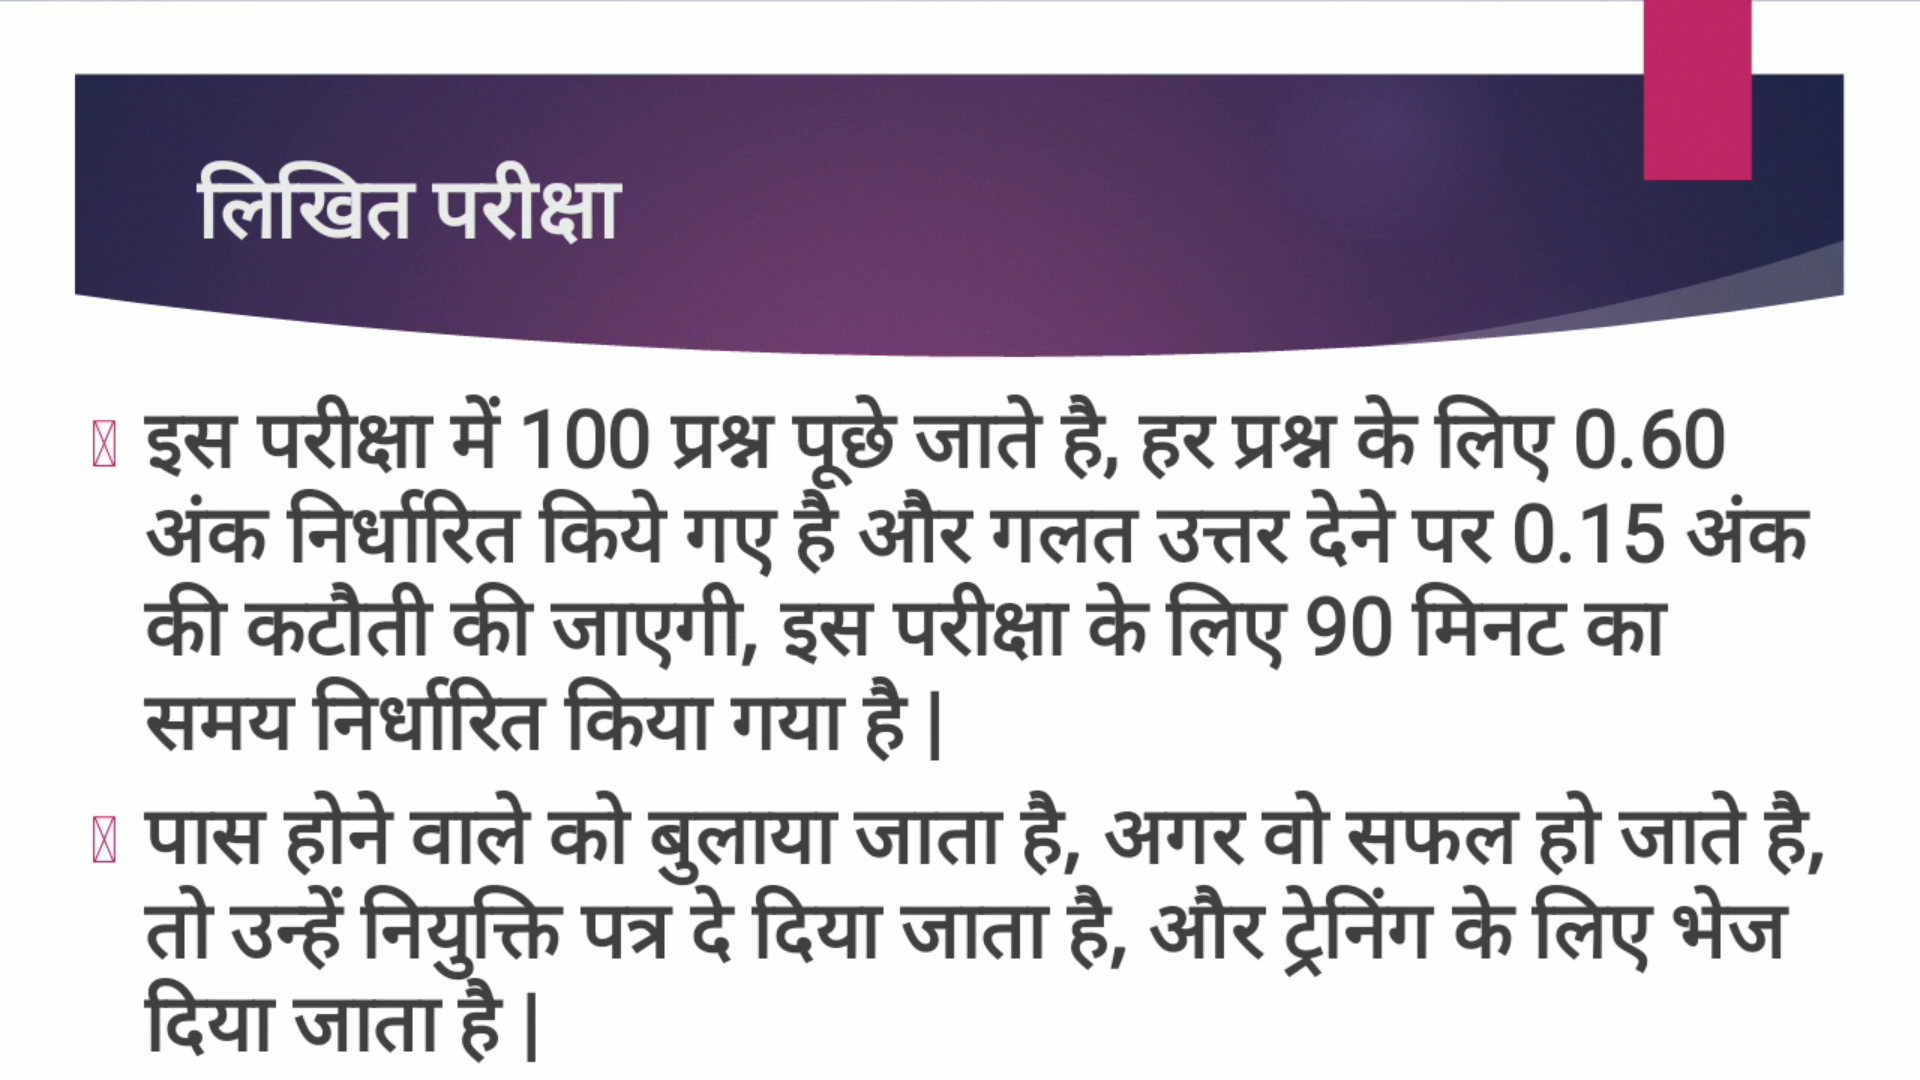 लिखित परीक्षा
इस परीक्षा में 100 प्रश्न पूछे जाते है, हर प्रश्न के लिए 0.60
अंक निर्धारित किये गए है और गलत उत्तर देने पर 0.15 अंक
की कटौती की जाएगी, इस परीक्षा के लिए 90 मिनट का
समय निर्धारित किया गया है |
पास होने वाले को बुलाया जाता है, अगर वो सफल हो जाते है,
तो उन्हें नियुक्ति पत्र दे दिया जाता है, और ट्रेनिंग के लिए भेज
दिया जाता है |